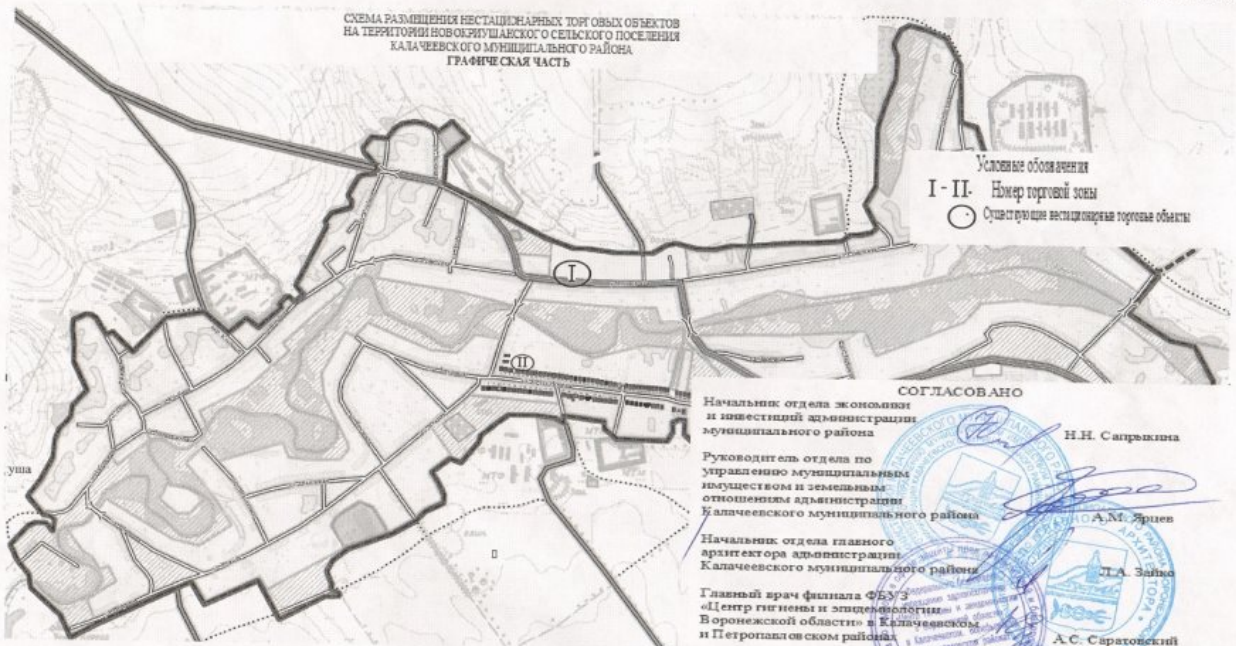 СХЕМА РАЗМЕЩЕНИЯ НЕСТАЦИОНАРНЫХ ТОРГОВЫХ ОБЪЕКТОВ
НА ТЕРРИТОРИИ НОВОКРИУШАНСКОГО СЕЛЬСКОГО ПОСЕЛЕНИЯ
КАЛАЧЕЕВСКОГО МУНИЦИПАЛЬНОГО РАЙОНА
ГРАФИЧЕСКАЯ ЧАСТЬ
Условные обозначения
I - II. Номер торговой зоны
Существующие нестационарные торговые объекты
I
II
уша
СОГЛАСОВАНО
Начальник отдела экономики
и инвестиций администрации
муниципального района Н.Н. Сапрыкина
Руководитель отдела по
управлению муниципальным
имуществом и земельным
отношениям администрации
Калачеевского муниципального района А.М. Ярцев
Начальник отдела главного
архитектора администрации
Калачеевского муниципального района Л.А. Зайко
Главный врач филиала ФБУЗ
«Центр гигиены и эпидемиологии
Воронежской области» в Калачеевском
и Петропавловском районах А.С. Саратовский